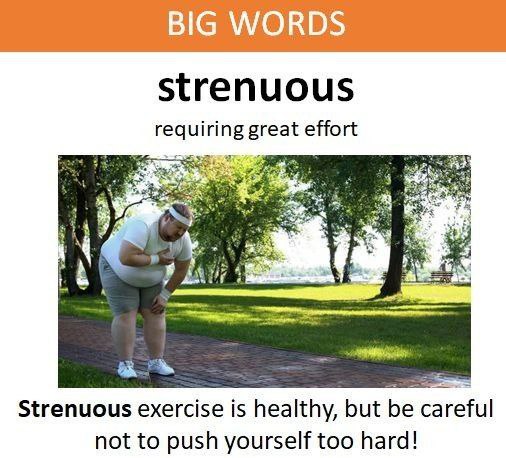 BIG WORDS
strenuous
requiring great effort
Strenuous exercise is healthy, but be careful
not to push yourself too hard!